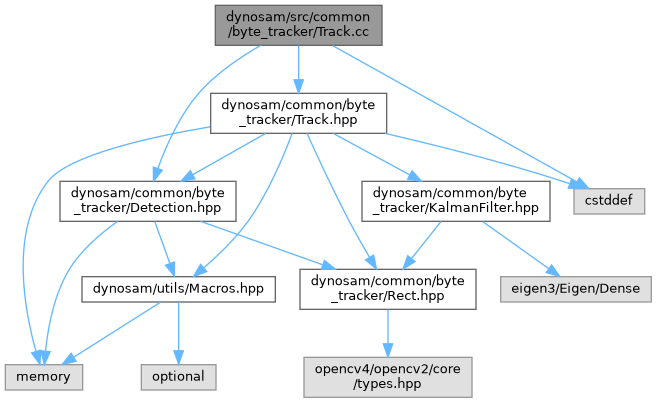 dynosam/src/common
/byte_tracker/Track.cc
dynosam/common/byte
_tracker/Track.hpp
dynosam/common/byte
_tracker/Detection.hpp
dynosam/common/byte
_tracker/KalmanFilter.hpp
cstddef
dynosam/utils/Macros.hpp
dynosam/common/byte
_tracker/Rect.hpp
eigen3/Eigen/Dense
memory
optional
opencv4/opencv2/core
/types.hpp